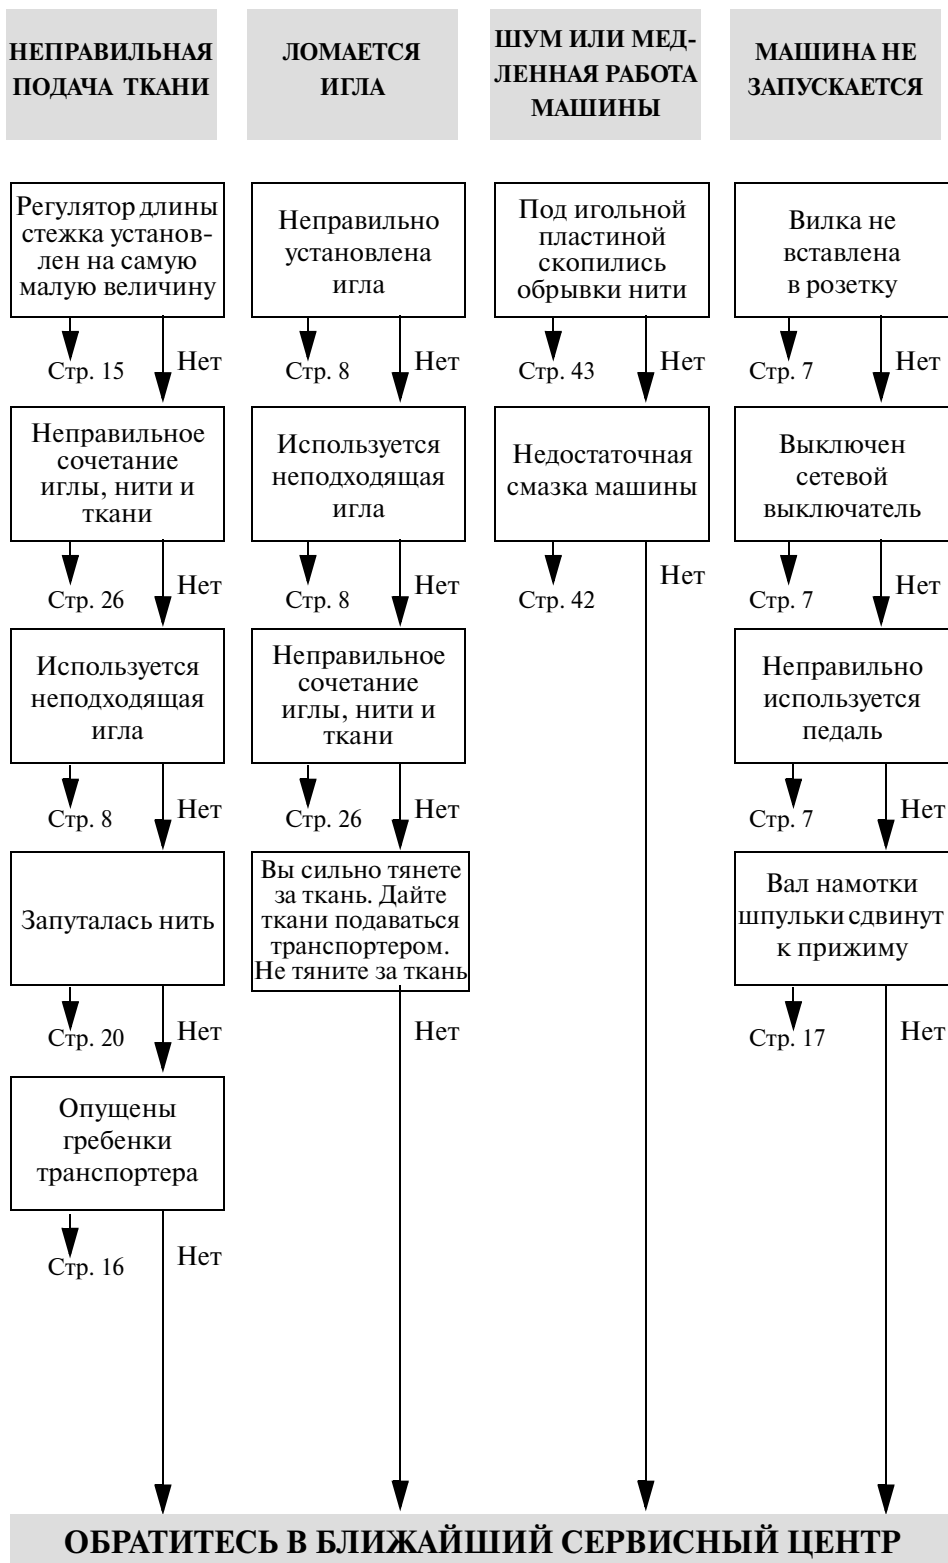 НЕПРАВИЛЬНАЯ
ПОДАЧА ТКАНИ
Регулятор длины
стежка установ-
лен на самую
малую величину
Стр. 15
Нет
Неправильное
сочетание
иглы, нити и
ткани
Стр. 26
Нет
Используется
неподходящая
игла
Стр. 8
Нет
Запуталась нить
Стр. 20
Нет
Опущены
гребенки
транспортера
Стр. 16
Нет
ЛОМАЕТСЯ
ИГЛА
Неправильно
установлена
игла
Стр. 8
Нет
Используется
неподходящая
игла
Стр. 8
Нет
Неправильное
сочетание
иглы, нити и
ткани
Стр. 26
Нет
Вы сильно тянете
за ткань. Дайте
ткани подаваться
транспортером.
Не тяните за ткань
Нет
ШУМ ИЛИ МЕД-
ЛЕННАЯ РАБОТА
МАШИНЫ
Под игольной
пластиной
скопились
обрывки нити
Стр. 43
Нет
Недостаточная
смазка машины
Стр. 42
Нет
МАШИНА НЕ
ЗАПУСКАЕТСЯ
Вилка не
вставлена
в розетку
Стр. 7
Нет
Выключен
сетевой
выключатель
Стр. 7
Нет
Неправильно
используется
педаль
Стр. 7
Нет
Вал намотки
шпульки сдвинут
к прижиму
Стр. 17
Нет
ОБРАТИТЕСЬ В БЛИЖАЙШИЙ СЕРВИСНЫЙ ЦЕНТР